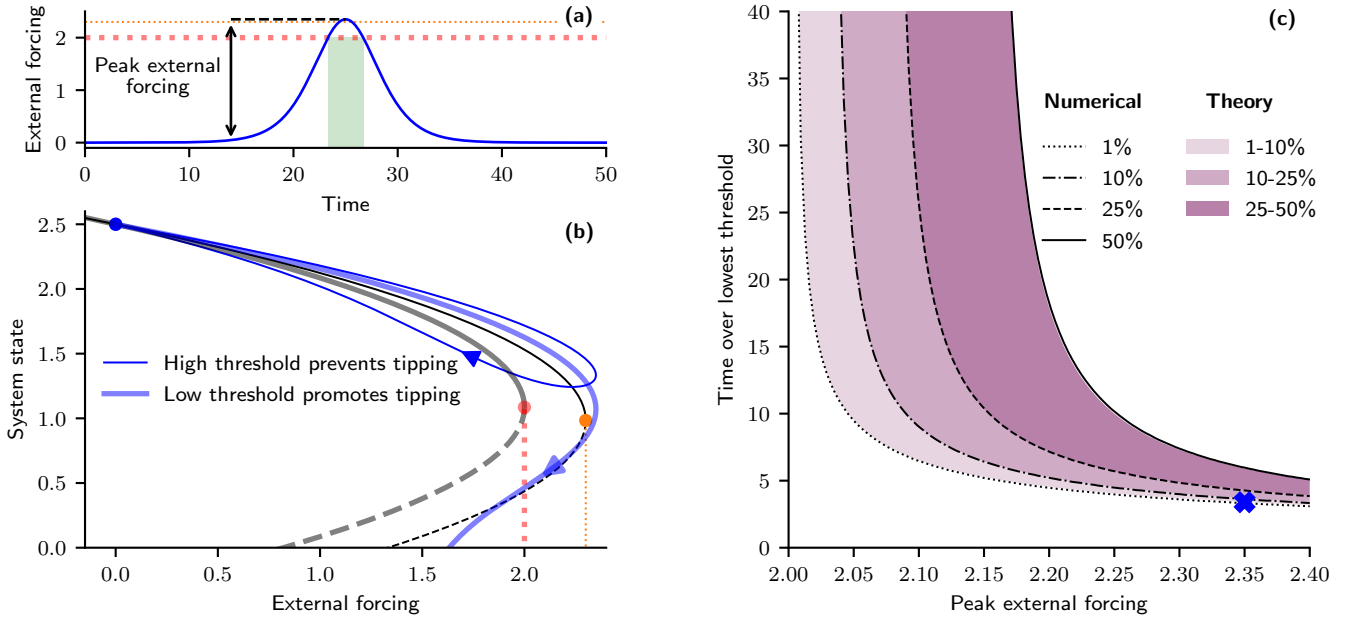 (a)
External forcing
2
1
0
Peak external
forcing
0 10 20 30 40 50
Time
(b)
System state
2.5
2.0
1.5
1.0
0.5
0.0
High threshold prevents tipping
Low threshold promotes tipping
0.0 0.5 1.0 1.5 2.0
External forcing
(c)
Time over lowest threshold
40
35
30
25
20
15
10
5
0
Numerical Theory
1% 1-10%
10% 10-25%
25% 25-50%
50%
2.00 2.05 2.10 2.15 2.20 2.25 2.30 2.35 2.40
Peak external forcing